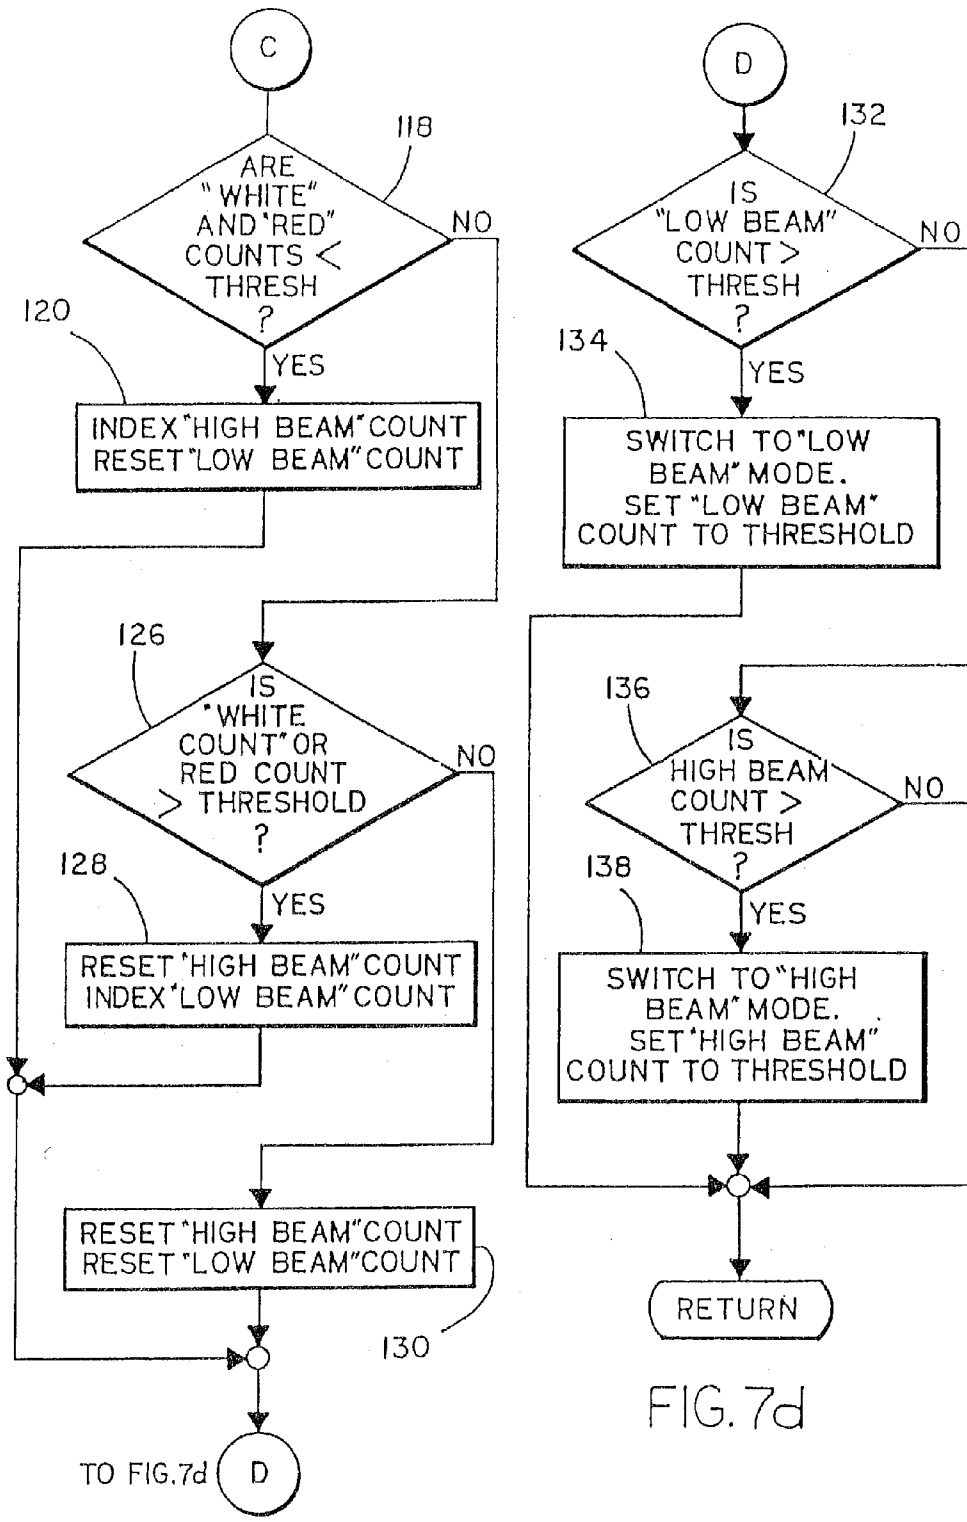 C
118
ARE
"WHITE"
AND "RED"
COUNTS <
THRESH
?
NO
YES
120
INDEX "HIGH BEAM" COUNT
RESET "LOW BEAM" COUNT
126
IS
"WHITE
COUNT" OR
RED COUNT
> THRESHOLD
?
NO
YES
128
RESET "HIGH BEAM" COUNT
INDEX "LOW BEAM" COUNT
RESET "HIGH BEAM" COUNT
RESET "LOW BEAM" COUNT
130
TO FIG.7d
D
D
132
IS
"LOW BEAM"
COUNT >
THRESH
?
NO
YES
134
SWITCH TO "LOW
BEAM" MODE.
SET "LOW BEAM"
COUNT TO THRESHOLD
136
IS
HIGH BEAM
COUNT >
THRESH
?
NO
YES
138
SWITCH TO "HIGH
BEAM" MODE.
SET "HIGH BEAM"
COUNT TO THRESHOLD
RETURN
FIG. 7d